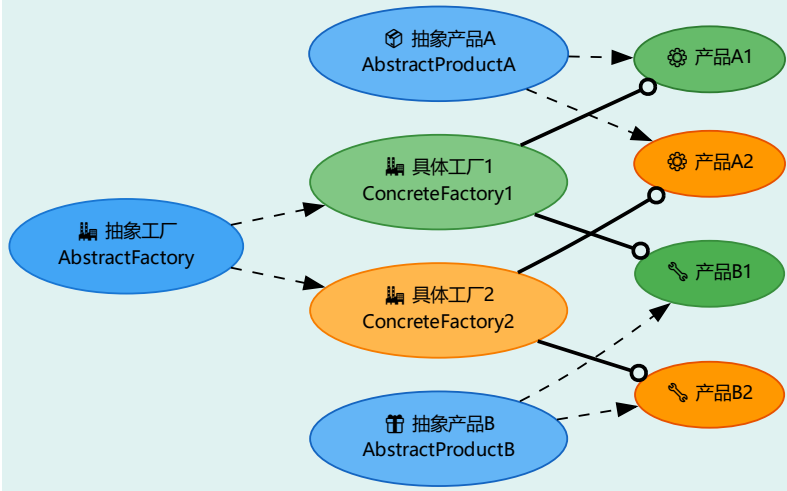 抽象产品A
AbstractProductA
产品A1
具体工厂1
ConcreteFactory1
产品A2
抽象工厂
AbstractFactory
产品B1
具体工厂2
ConcreteFactory2
产品B2
抽象产品B
AbstractProductB